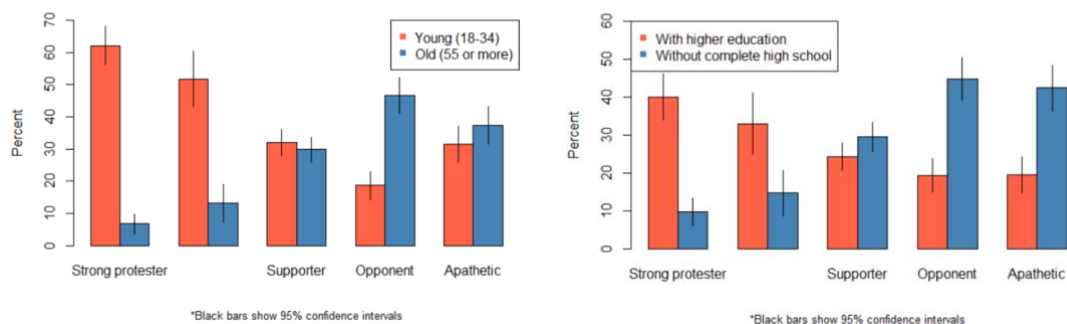 70
60
50
40
30
20
10
0
Percent
Young (18-34)
Old (55 or more)
Strong protester
Supporter
Opponent
Apathetic
*Black bars show 95% confidence intervals
60
50
40
30
20
10
0
Percent
With higher education
Without complete high school
Strong protester
Supporter
Opponent
Apathetic
*Black bars show 95% confidence intervals